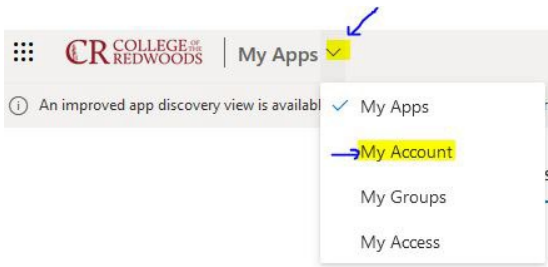 CR COLLEGE OF THE REDWOODS My Apps
An improved app discovery view is availabl
My Apps
My Account
My Groups
My Access